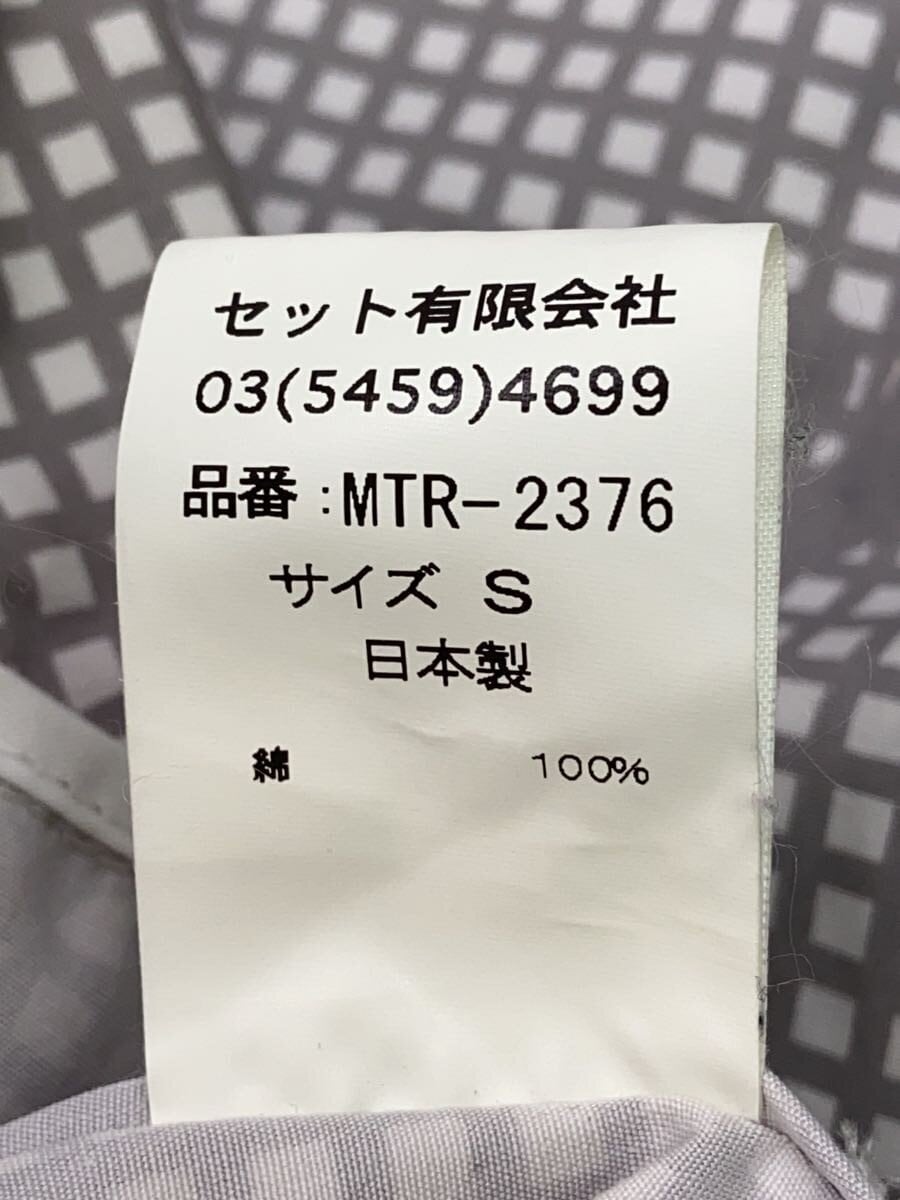 セット有限会社
03(5459)4699
品番:MTR-2376
サイズ S
日本製
綿 100%